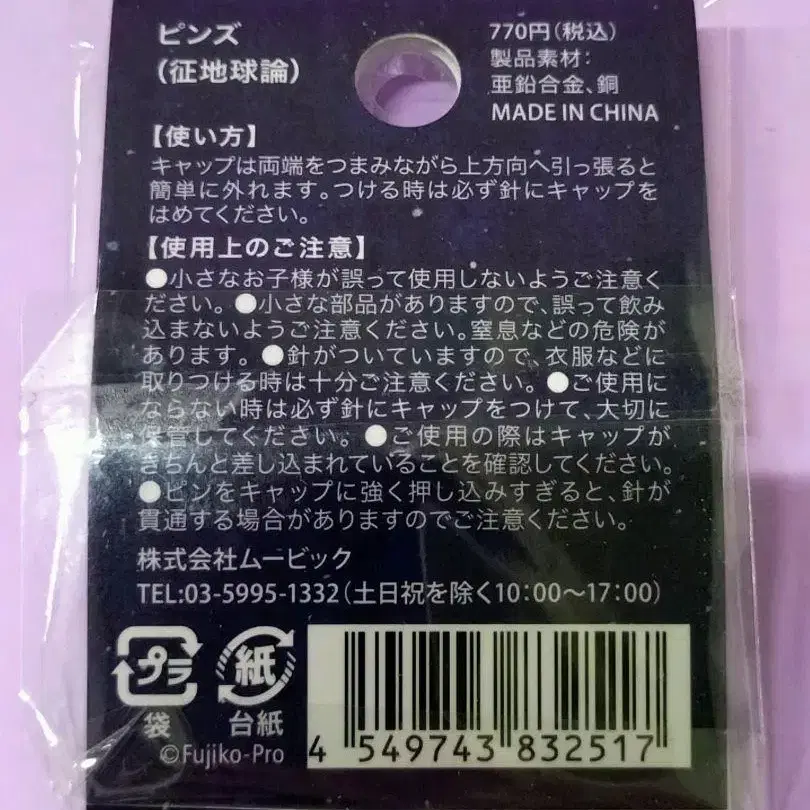 ピンズ
(征地球論)
770円(税込)
製品素材:
亜鉛合金、銅
MADE IN CHINA
【使い方】
キャップは両端をつまみながら上方向へ引っ張ると
簡単に外れます。つける時は必ず針にキャップを
はめてください。
【使用上のご注意】
●小さなお子様が誤って使用しないようご注意く
ださい。●小さな部品がありますので、誤って飲み
込まないようご注意ください。窒息などの危険が
あります。●針がついていますので、衣服などに
取りつける時は十分ご注意ください。●ご使用に
ならない時は必ず針にキャップをつけて、大切に
保管してください。●ご使用の際はキャップが
きちんと差し込まれていることを確認してください。
●ピンをキャップに強く押し込みすぎると、針が
貫通する場合がありますのでご注意ください。
株式会社ムービック
TEL:03-5995-1332(土日祝を除く10:00〜17:00)
プラ
袋
紙
台紙
©Fujiko-Pro
4 549743 832517